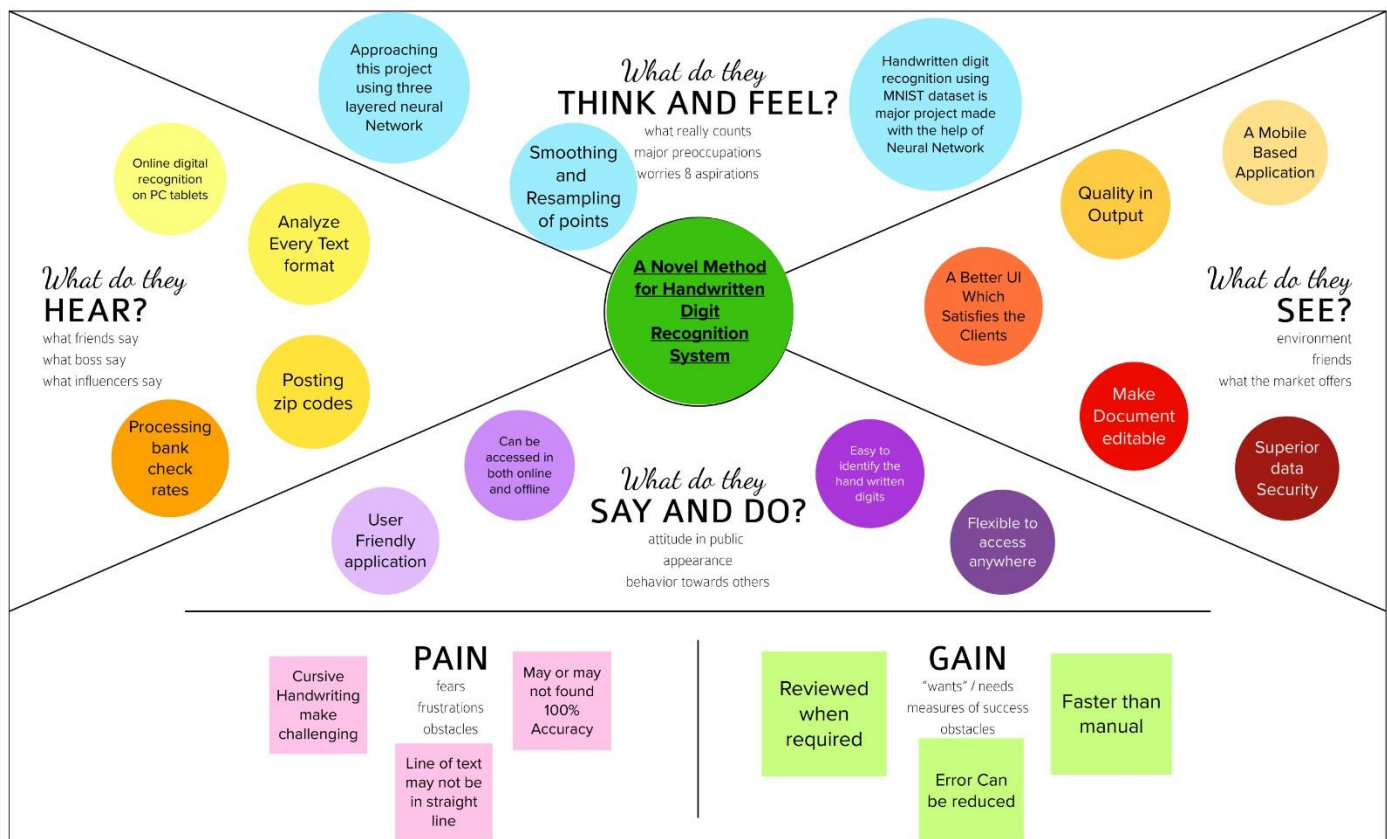 Approaching
this project
using three
layered neural
Network
What do they
THINK AND FEEL?
what really counts
major preoccupations
worries & aspirations
Smoothing
and
Resampling
of points
Handwritten digit
recognition using
MNIST dataset is
major project made
with the help of
Neural Network
Online digital
recognition
on PC tablets
Analyze
Every Text
format
What do they
HEAR?
what friends say
what boss say
what influencers say
Posting
zip codes
Processing
bank
check
rates
A Novel Method
for Handwritten
Digit
Recognition
System
A Mobile
Based
Application
Quality in
Output
A Better UI
Which
Satisfies the
Clients
What do they
SEE?
environment
friends
what the market offers
Make
Document
editable
Superior
data
Security
Can be
accessed in
both online
and offline
User
Friendly
application
What do they
SAY AND DO?
attitude in public
appearance
behavior towards others
Easy to
identify the
hand written
digits
Flexible to
access
anywhere
PAIN
fears
frustrations
obstacles
Cursive
Handwriting
make
challenging
May or may
not found
100%
Accuracy
Line of text
may not be
in straight
line
GAIN
"wants" / needs
measures of success
obstacles
Reviewed
when
required
Faster than
manual
Error Can
be reduced